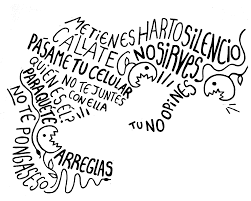 ME TIENES HARTO
SILENCIO
CALLATE
NO SIRVES
PASAME TU CELULAR
QUIEN ES EL?
NO TE JUNTES
CON ELLA
PARA QUE TE
ARREGLAS
NO TE PONGAS ESO
TU NO OPINES